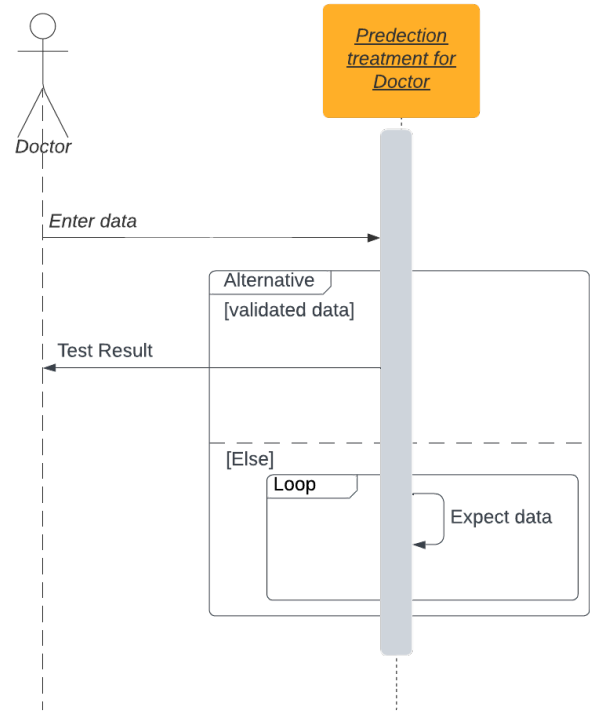 Predection
treatment for
Doctor
Doctor
Enter data
Alternative
[validated data]
Test Result
[Else]
Loop
Expect data